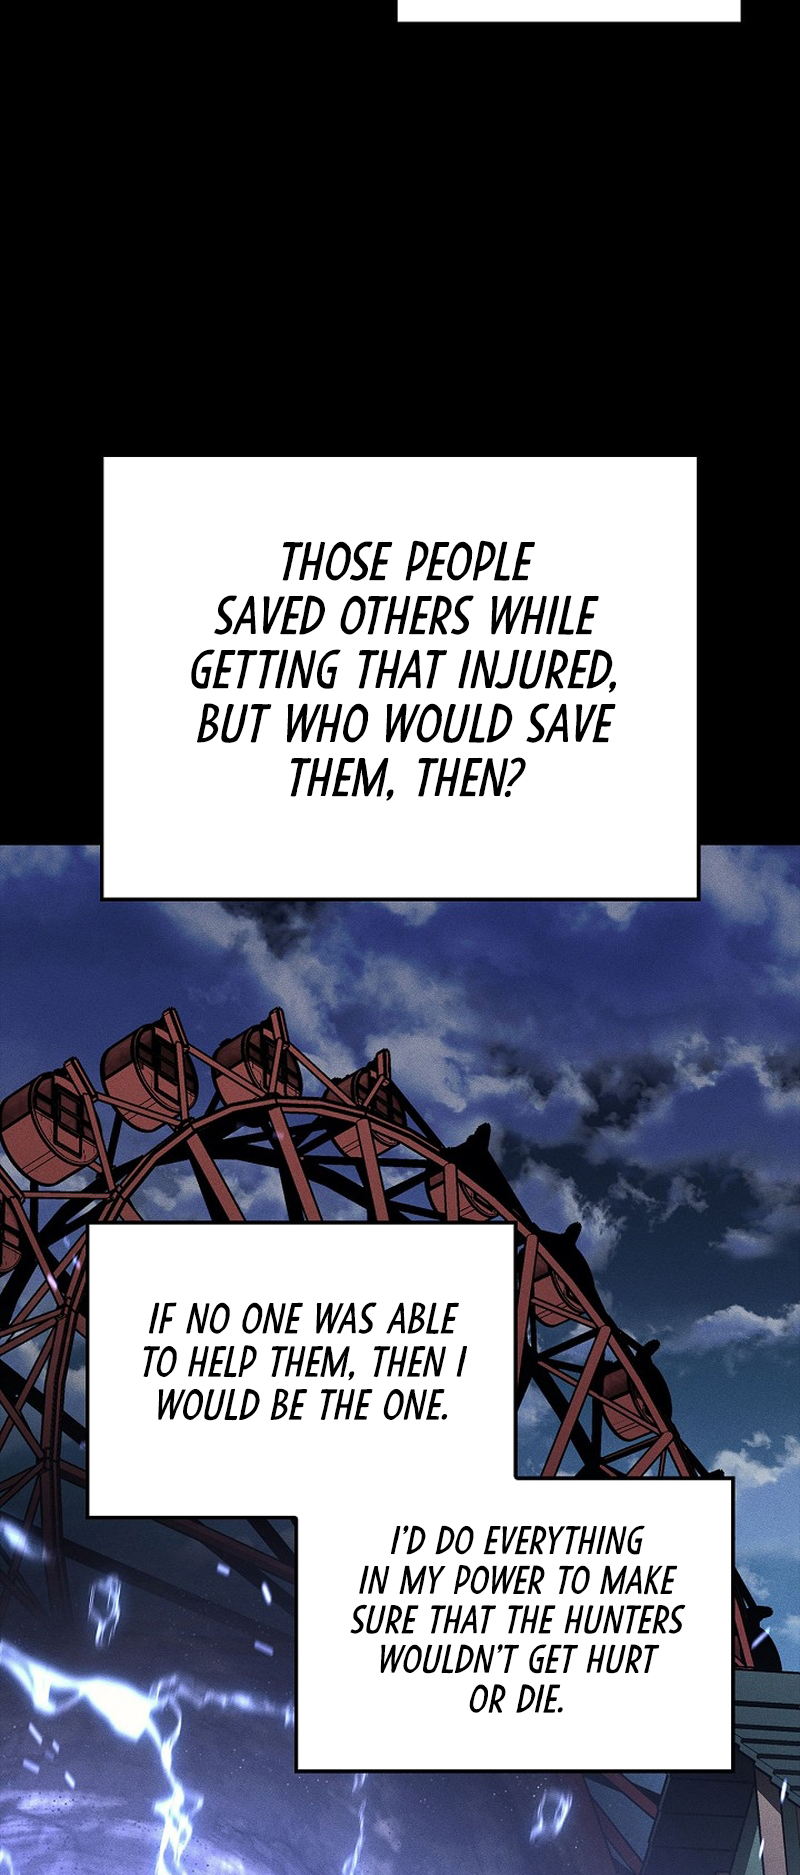 THOSE PEOPLE
SAVED OTHERS WHILE
GETTING THAT INJURED,
BUT WHO WOULD SAVE
THEM, THEN?
IF NO ONE WAS ABLE
TO HELP THEM, THEN I
WOULD BE THE ONE.
I'D DO EVERYTHING
IN MY POWER TO MAKE
SURE THAT THE HUNTERS
WOULDN'T GET HURT
OR DIE.